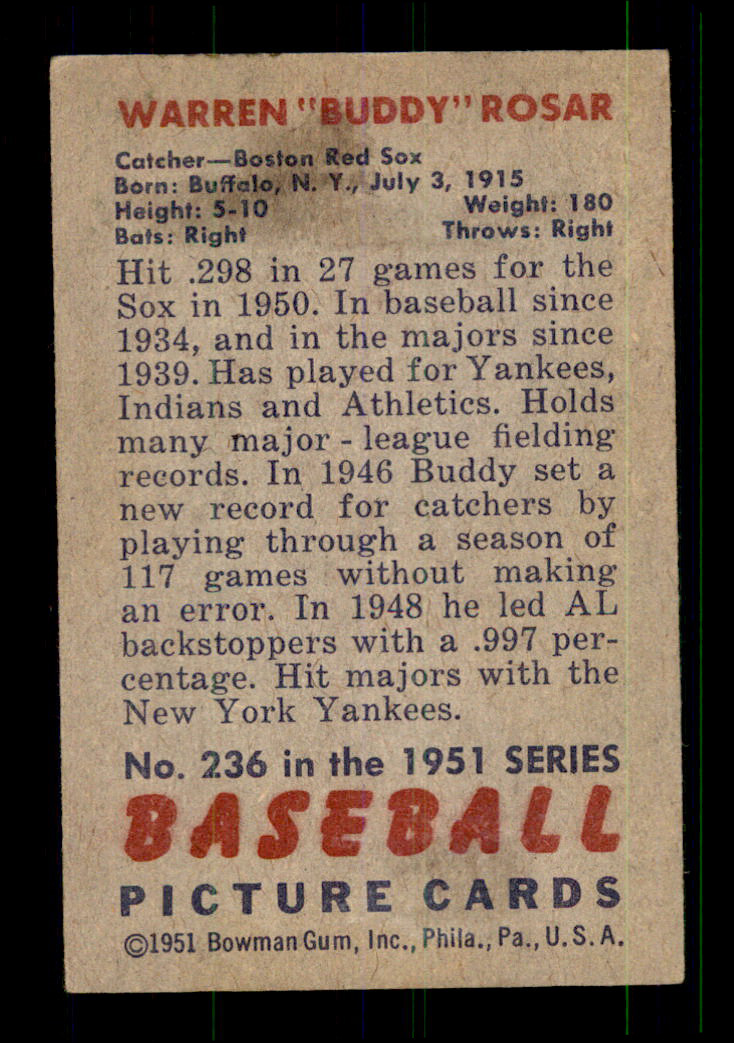 WARREN "BUDDY" ROSAR
Catcher—Boston Red Sox
Born: Buffalo, N. Y., July 3, 1915
Height: 5-10 Weight: 180
Bats: Right Throws: Right
Hit .298 in 27 games for the
Sox in 1950. In baseball since
1934, and in the majors since
1939. Has played for Yankees,
Indians and Athletics. Holds
many major - league fielding
records. In 1946 Buddy set a
new record for catchers by
playing through a season of
117 games without making
an error. In 1948 he led AL
backstoppers with a .997 per-
centage. Hit majors with the
New York Yankees.
No. 236 in the 1951 SERIES
BASEBALL
PICTURE CARDS
©1951 Bowman Gum, Inc., Phila., Pa., U. S. A.